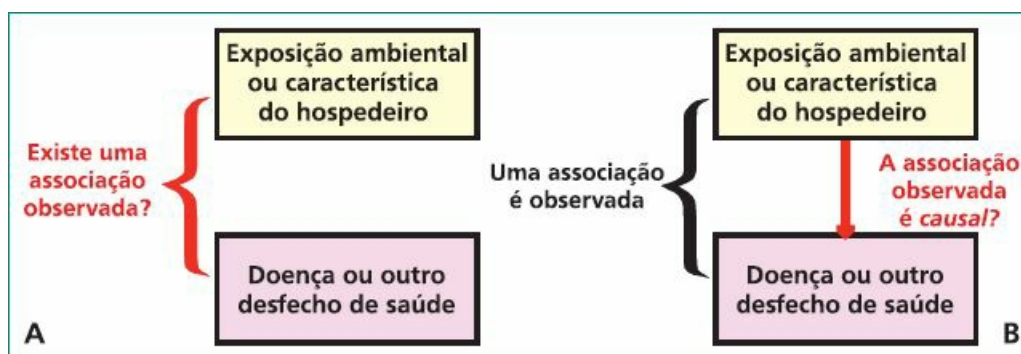 Exposição ambiental
ou característica
do hospedeiro
Existe uma
associação
observada?
Doença ou outro
desfecho de saúde
A
Exposição ambiental
ou característica
do hospedeiro
Uma associação
é observada
A associação
observada
é causal?
Doença ou outro
desfecho de saúde
B